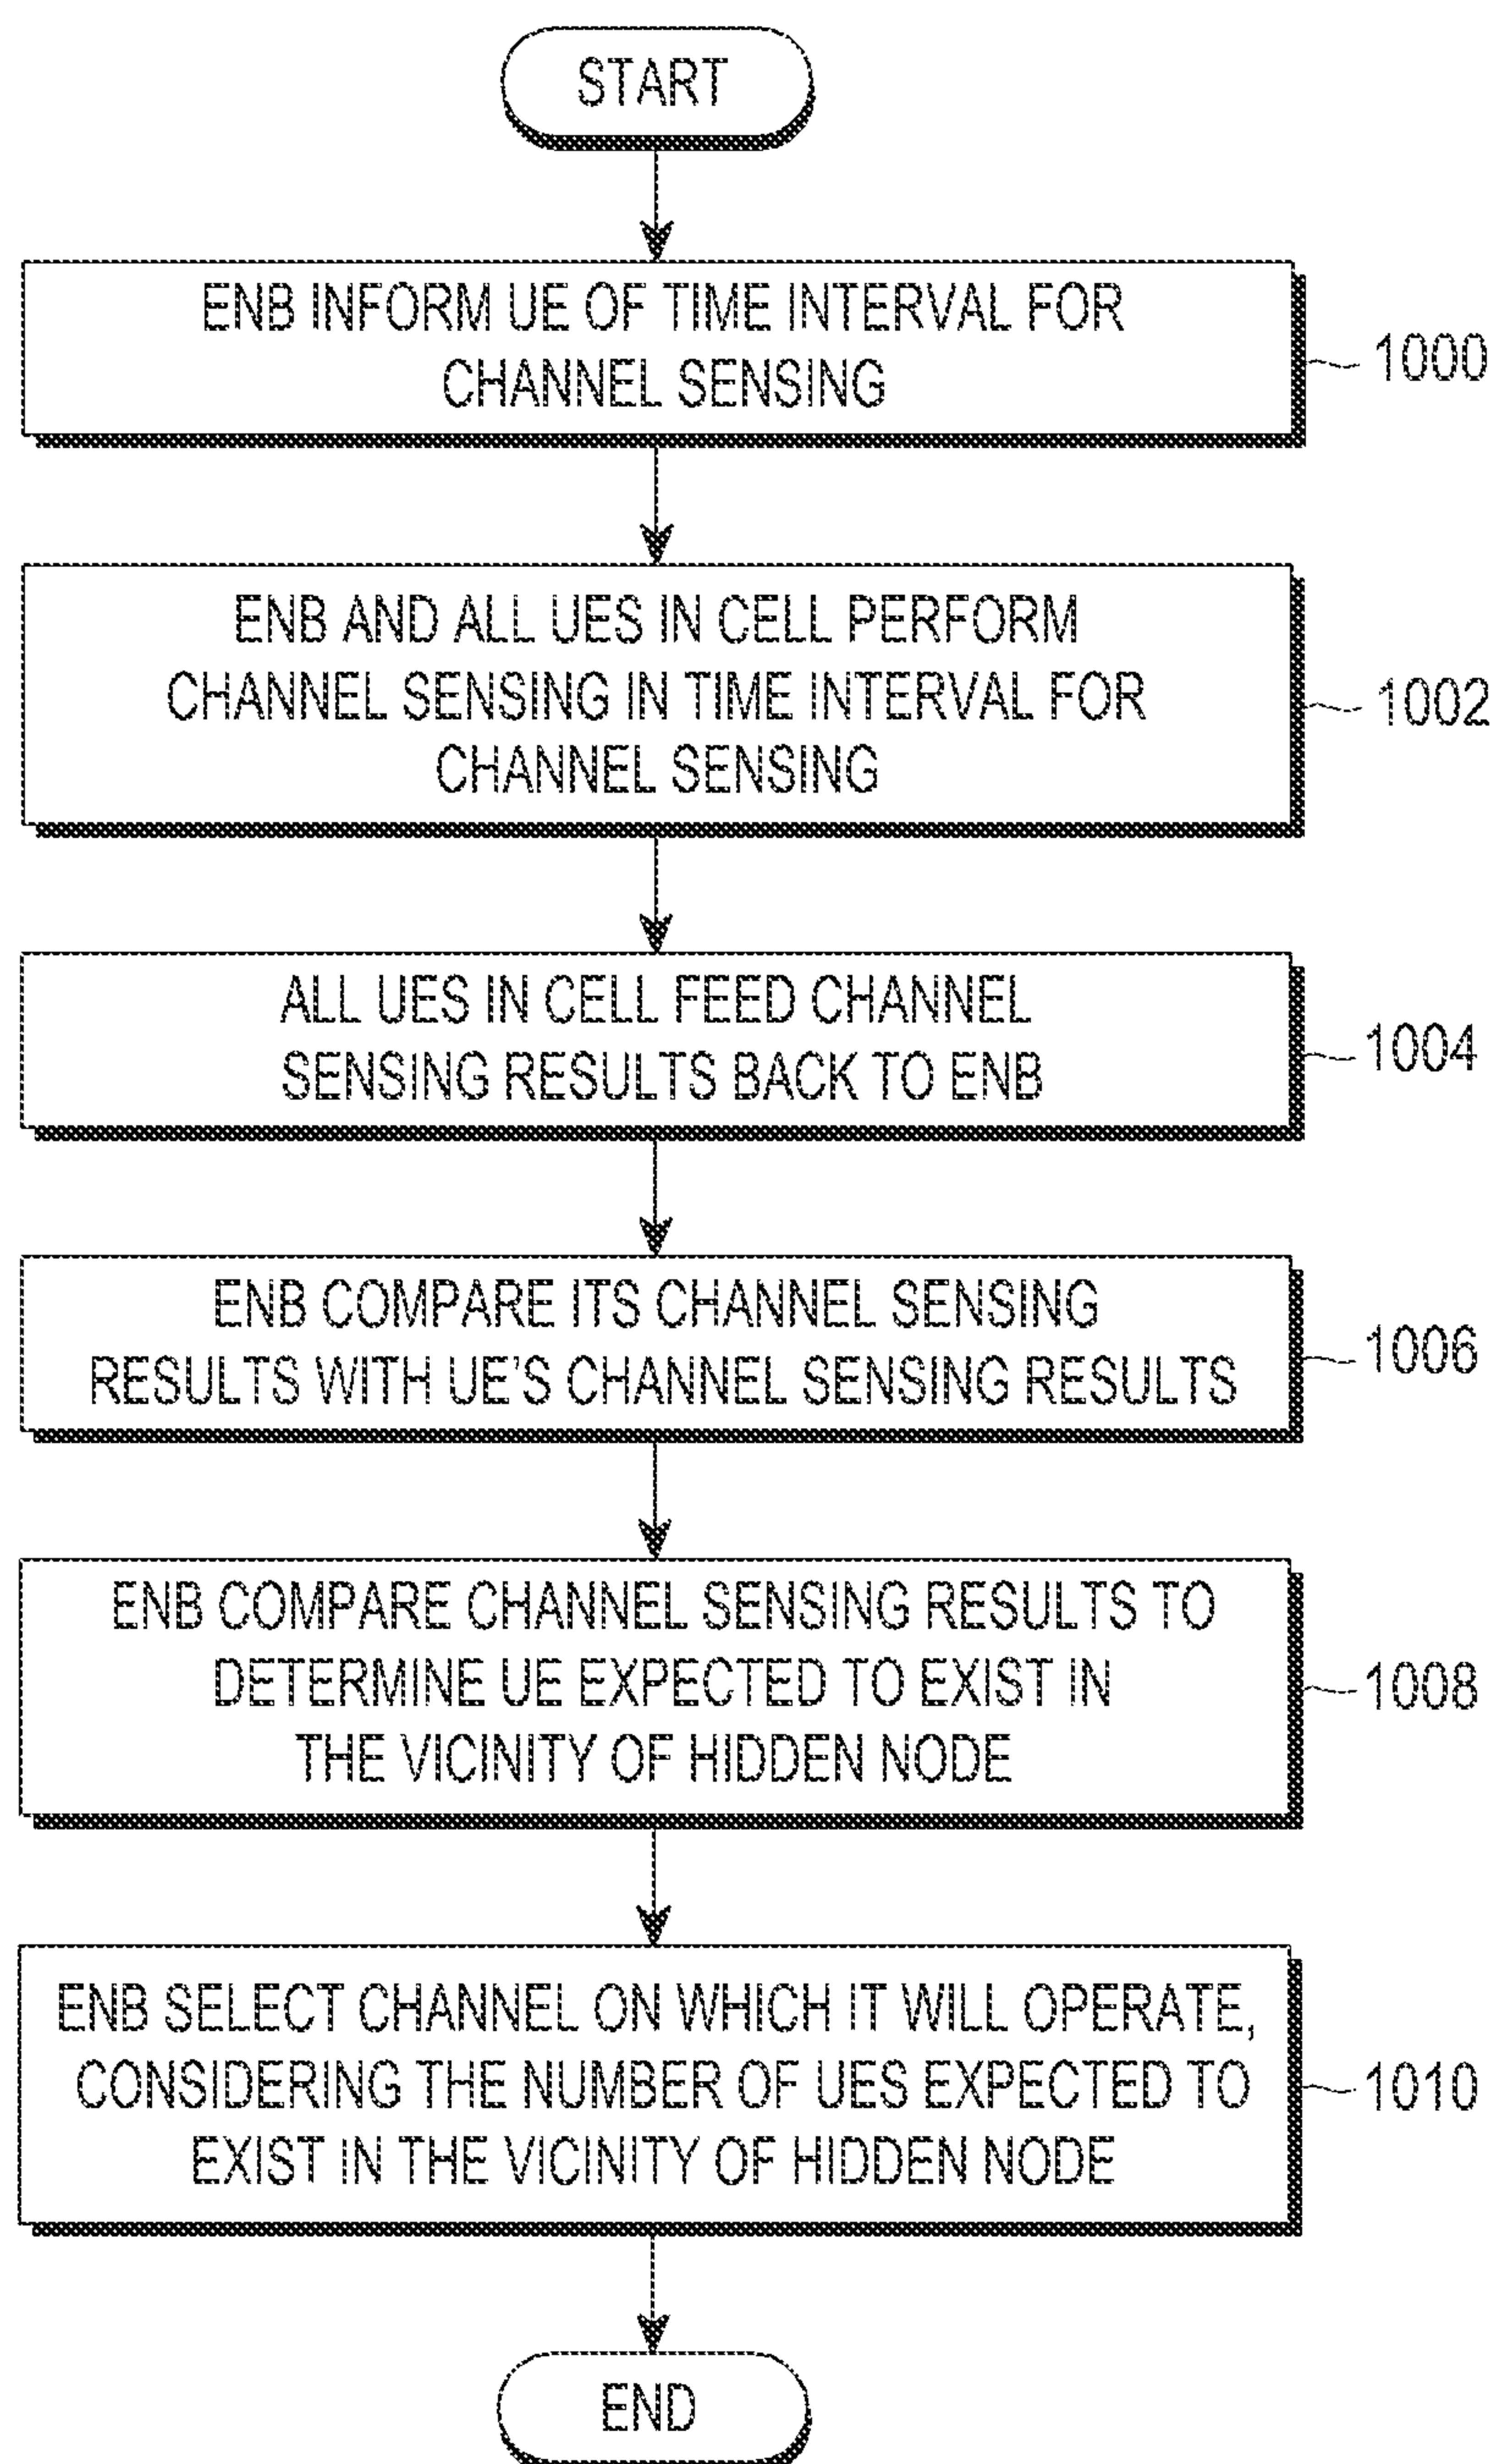 START
ENB INFORM UE OF TIME INTERVAL FOR
CHANNEL SENSING
1000
ENB AND ALL UES IN CELL PERFORM
CHANNEL SENSING IN TIME INTERVAL FOR
CHANNEL SENSING
1002
ALL UES IN CELL FEED CHANNEL
SENSING RESULTS BACK TO ENB
1004
ENB COMPARE ITS CHANNEL SENSING
RESULTS WITH UE'S CHANNEL SENSING RESULTS
1006
ENB COMPARE CHANNEL SENSING RESULTS TO
DETERMINE UE EXPECTED TO EXIST IN
THE VICINITY OF HIDDEN NODE
1008
ENB SELECT CHANNEL ON WHICH IT WILL OPERATE,
CONSIDERING THE NUMBER OF UES EXPECTED TO
EXIST IN THE VICINITY OF HIDDEN NODE
1010
END